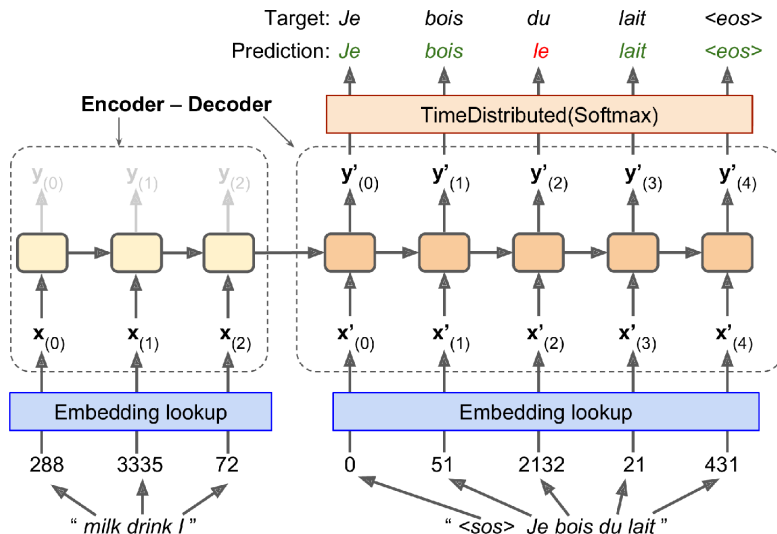 Target: Je bois du lait <eos>
Prediction: Je bois le lait <eos>
Encoder – Decoder
TimeDistributed(Softmax)
y(0) y(1) y(2) y’(0) y’(1) y’(2) y’(3) y’(4)
x(0) x(1) x(2) x’(0) x’(1) x’(2) x’(3) x’(4)
Embedding lookup Embedding lookup
288 3335 72 0 51 2132 21 431
“ milk drink I ” “ <sos> Je bois du lait ”